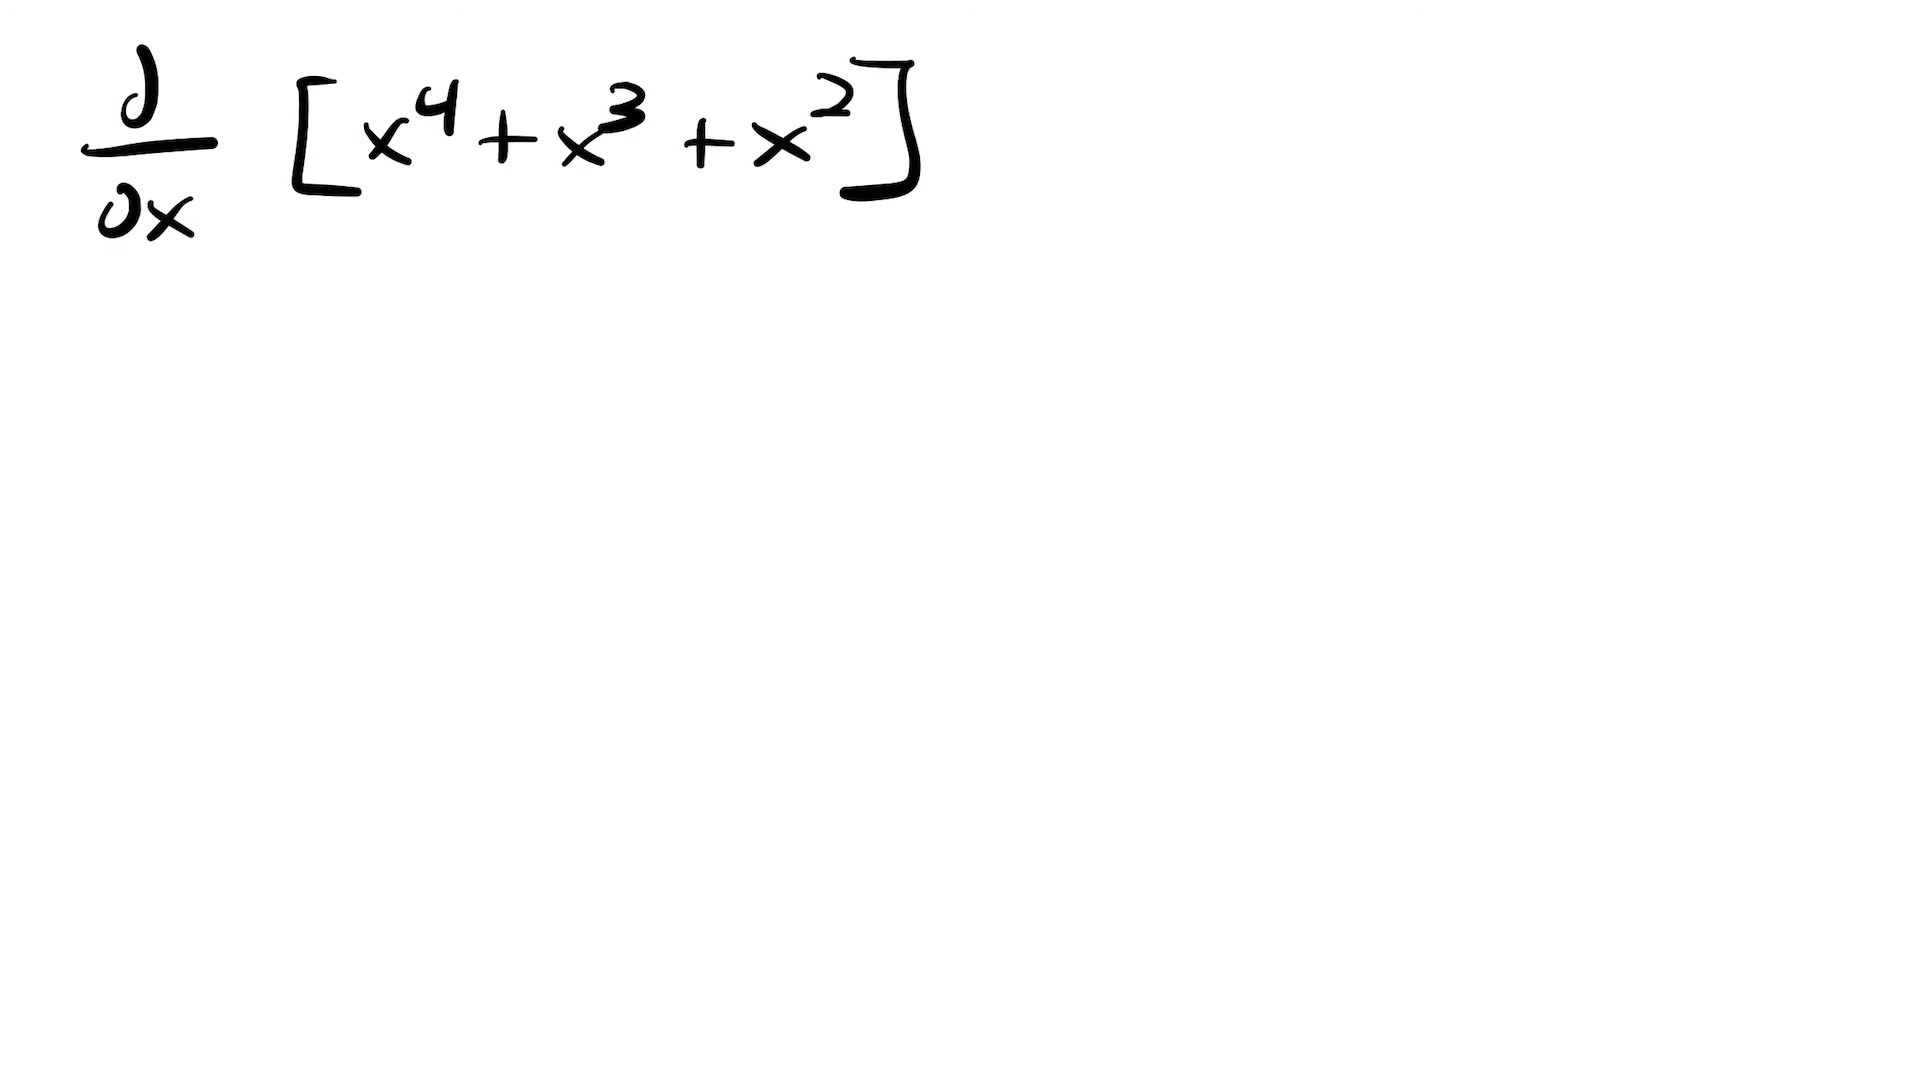 ∂/∂x [x⁴ + x³ + x²]